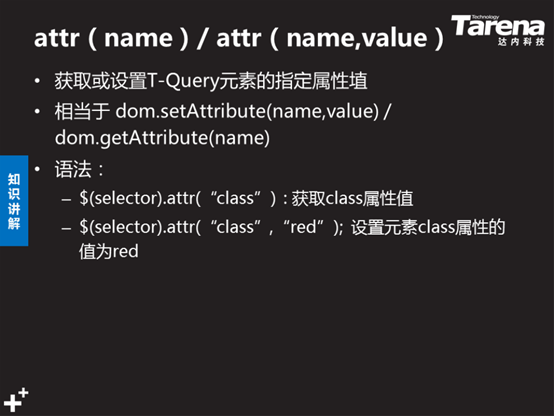 attr（name）/ attr（name,value）
Technology
Tarena
达内科技
• 获取或设置T-Query元素的指定属性埴
• 相当于 dom.setAttribute(name,value) /
dom.getAttribute(name)
• 语法：
– $(selector).attr(“class”)：获取class属性值
– $(selector).attr(“class”,“red”); 设置元素class属性的
值为red
知识讲解